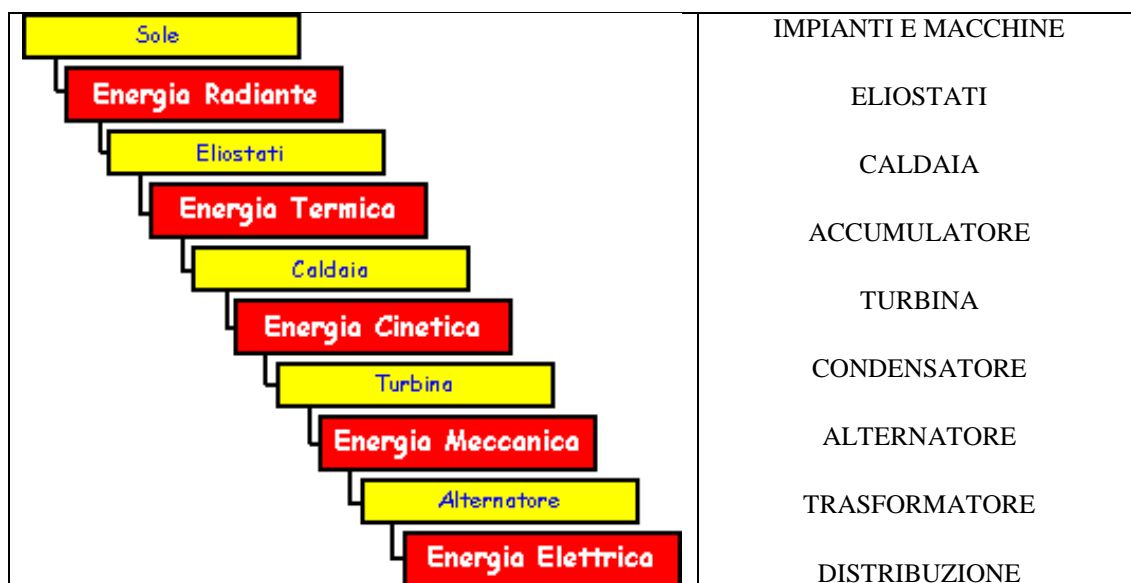 Sole
Energia Radiante
Eliostati
Energia Termica
Caldaia
Energia Cinetica
Turbina
Energia Meccanica
Alternatore
Energia Elettrica
IMPIANTI E MACCHINE
ELIOSTATI
CALDAIA
ACCUMULATORE
TURBINA
CONDENSATORE
ALTERNATORE
TRASFORMATORE
DISTRIBUZIONE